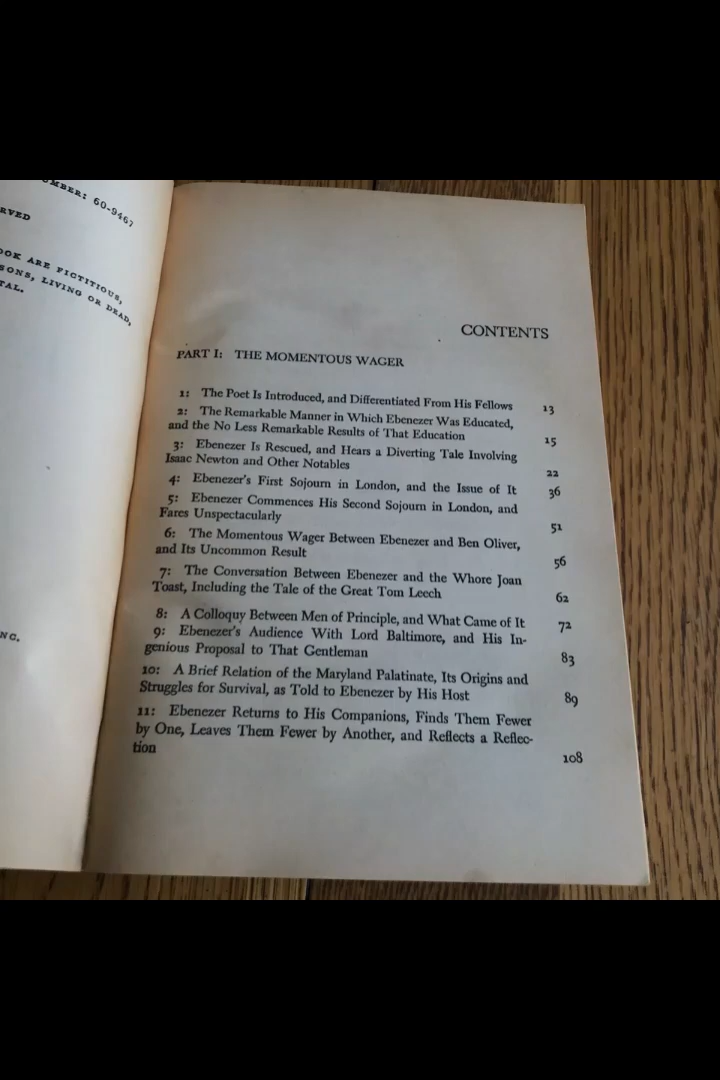 UMBER: 60-9467
RVED
OOK ARE FICTITIOUS,
SONS, LIVING OR DEAD,
TAL.
NC.
CONTENTS
PART I: THE MOMENTOUS WAGER
1: The Poet Is Introduced, and Differentiated From His Fellows 13
2: The Remarkable Manner in Which Ebenezer Was Educated,
and the No Less Remarkable Results of That Education 15
3: Ebenezer Is Rescued, and Hears a Diverting Tale Involving
Isaac Newton and Other Notables 22
4: Ebenezer's First Sojourn in London, and the Issue of It 36
5: Ebenezer Commences His Second Sojourn in London, and
Fares Unspectacularly 51
6: The Momentous Wager Between Ebenezer and Ben Oliver,
and Its Uncommon Result 56
7: The Conversation Between Ebenezer and the Whore Joan
Toast, Including the Tale of the Great Tom Leech 62
8: A Colloquy Between Men of Principle, and What Came of It 72
9: Ebenezer's Audience With Lord Baltimore, and His In-
genious Proposal to That Gentleman 83
10: A Brief Relation of the Maryland Palatinate, Its Origins and
Struggles for Survival, as Told to Ebenezer by His Host 89
11: Ebenezer Returns to His Companions, Finds Them Fewer
by One, Leaves Them Fewer by Another, and Reflects a Reflec-
tion 108